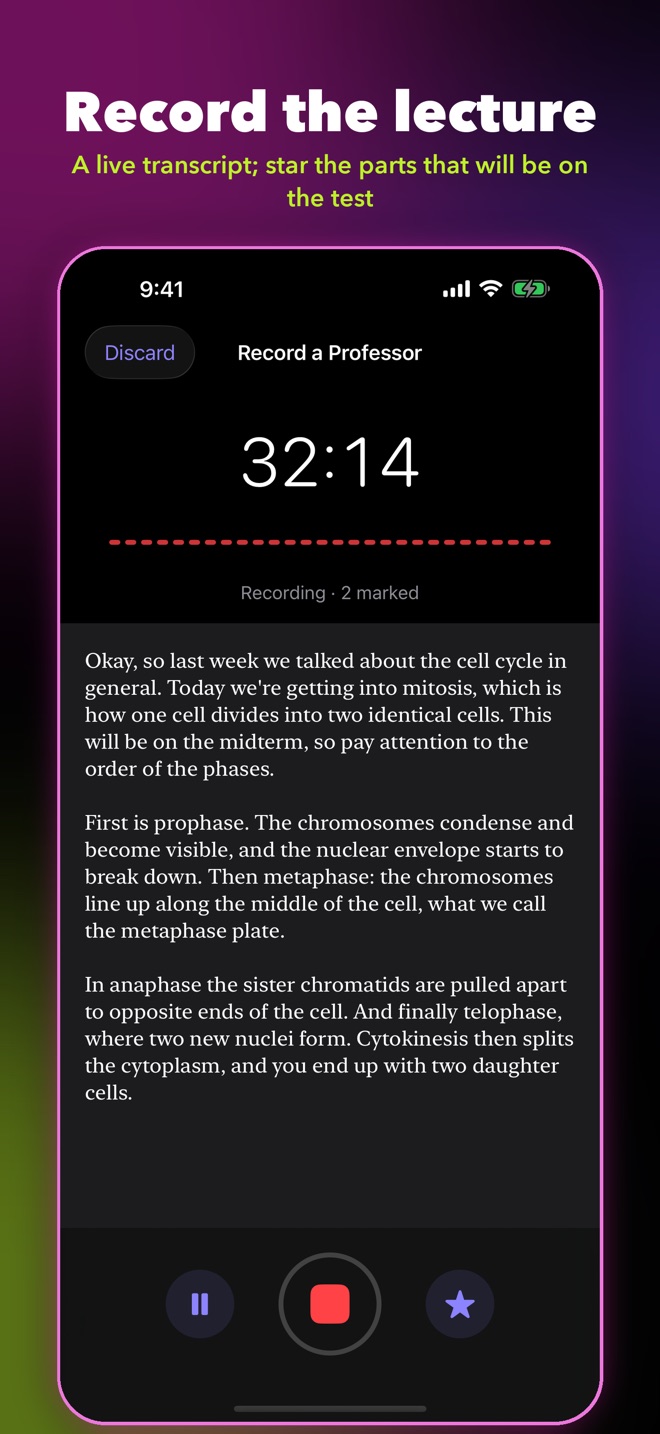 Record the lecture
A live transcript; star the parts that will be on
the test
9:41
Discard
Record a Professor
32:14
Recording · 2 marked
Okay, so last week we talked about the cell cycle in
general. Today we're getting into mitosis, which is
how one cell divides into two identical cells. This
will be on the midterm, so pay attention to the
order of the phases.
First is prophase. The chromosomes condense and
become visible, and the nuclear envelope starts to
break down. Then metaphase: the chromosomes
line up along the middle of the cell, what we call
the metaphase plate.
In anaphase the sister chromatids are pulled apart
to opposite ends of the cell. And finally telophase,
where two new nuclei form. Cytokinesis then splits
the cytoplasm, and you end up with two daughter
cells.